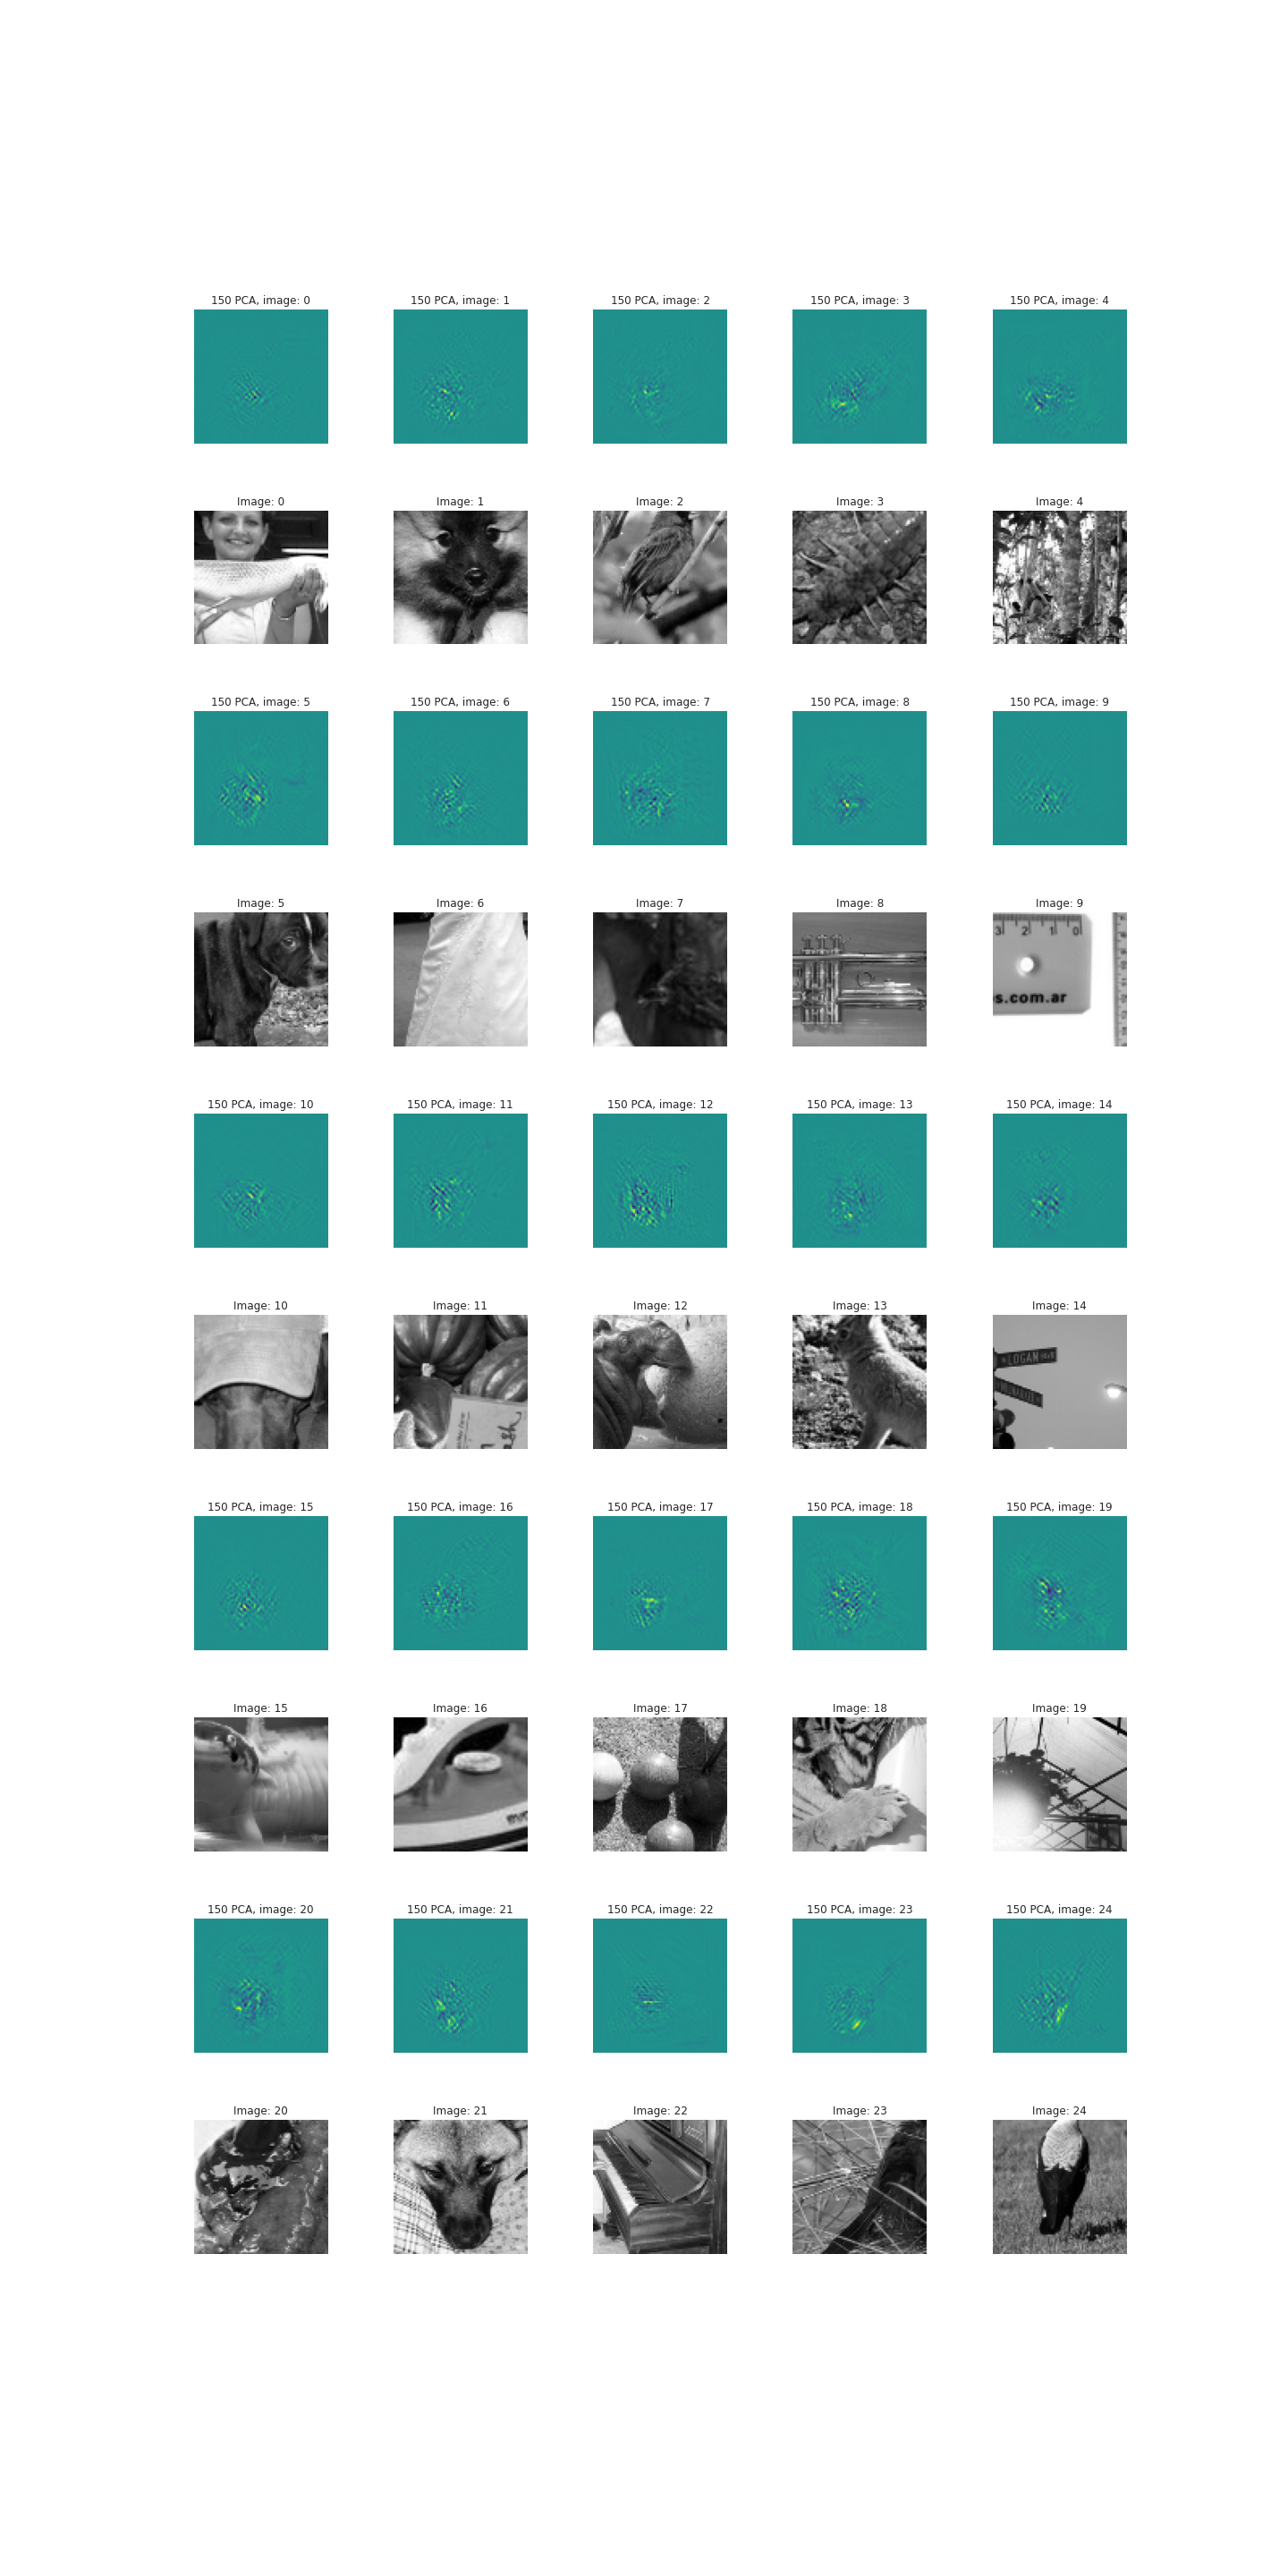 150 PCA, image: 0
150 PCA, image: 1
150 PCA, image: 2
150 PCA, image: 3
150 PCA, image: 4
Image: 0
Image: 1
Image: 2
Image: 3
Image: 4
150 PCA, image: 5
150 PCA, image: 6
150 PCA, image: 7
150 PCA, image: 8
150 PCA, image: 9
Image: 5
Image: 6
Image: 7
Image: 8
Image: 9
3 2 1 0
s.com.ar
150 PCA, image: 10
150 PCA, image: 11
150 PCA, image: 12
150 PCA, image: 13
150 PCA, image: 14
Image: 10
Image: 11
Image: 12
Image: 13
Image: 14
LOGAN
150 PCA, image: 15
150 PCA, image: 16
150 PCA, image: 17
150 PCA, image: 18
150 PCA, image: 19
Image: 15
Image: 16
Image: 17
Image: 18
Image: 19
150 PCA, image: 20
150 PCA, image: 21
150 PCA, image: 22
150 PCA, image: 23
150 PCA, image: 24
Image: 20
Image: 21
Image: 22
Image: 23
Image: 24